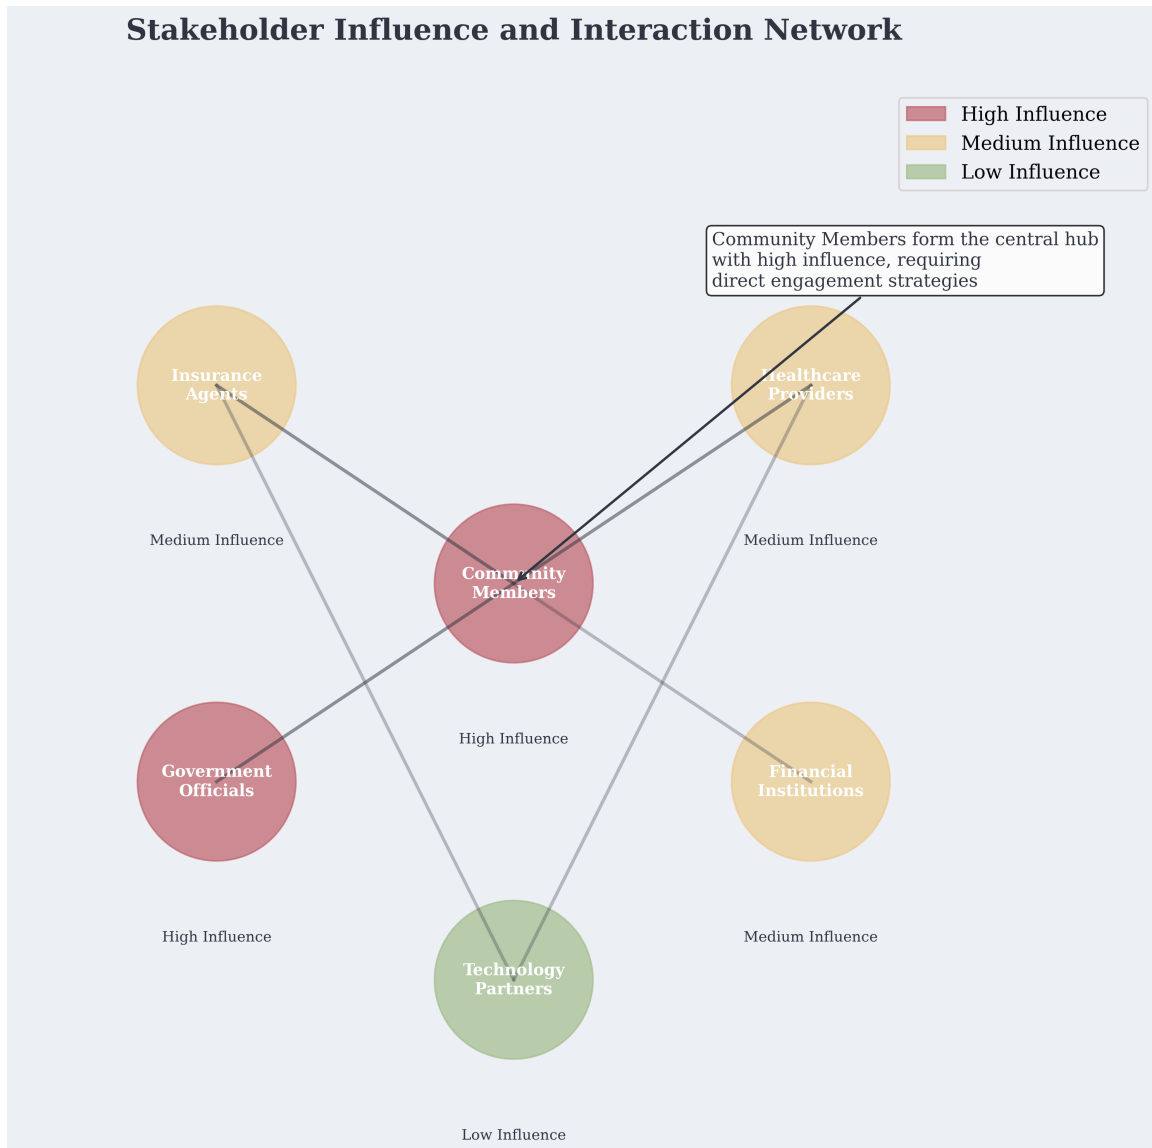 Stakeholder Influence and Interaction Network
High Influence
Medium Influence
Low Influence
Community Members form the central hub
with high influence, requiring
direct engagement strategies
Insurance
Agents
Medium Influence
Healthcare
Providers
Medium Influence
Community
Members
High Influence
Government
Officials
High Influence
Financial
Institutions
Medium Influence
Technology
Partners
Low Influence